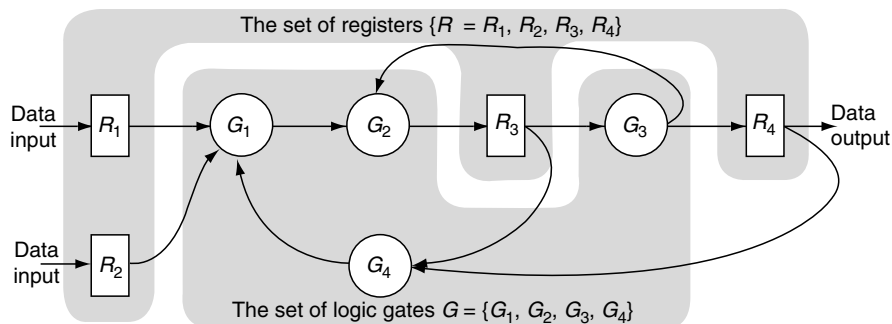 The set of registers {R = R1, R2, R3, R4}
Data input
R1
G1
G2
R3
G3
R4
Data output
Data input
R2
G4
The set of logic gates G = {G1, G2, G3, G4}